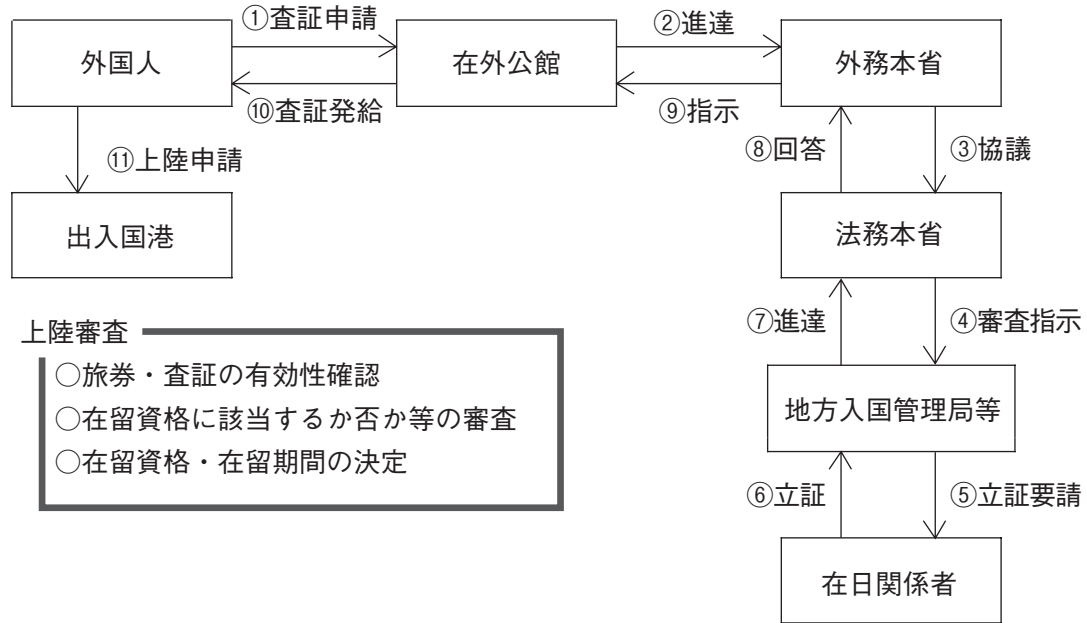 ①査証申請
②進達
外国人
在外公館
外務本省
⑩査証発給
⑨指示
⑪上陸申請
⑧回答
③協議
出入国港
法務本省
上陸審査
○旅券・査証の有効性確認
○在留資格に該当するか否か等の審査
○在留資格・在留期間の決定
⑦進達
④審査指示
地方入国管理局等
⑥立証
⑤立証要請
在日関係者